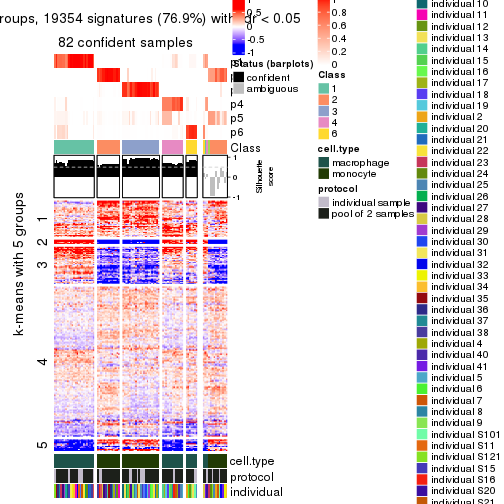 roups, 19354 signatures (76.9%) with
r < 0.05
82 confident samples
p4
p5
p6
Class
1
0
-1
Silhouette
score
k-means with 5 groups
1
2
3
4
5
cell.type
protocol
individual
0.5
0
-0.5
-1
Status (barplots)
confident
ambiguous
0.8
0.6
0.4
0.2
0
Class
1
2
3
4
6
cell.type
macrophage
monocyte
protocol
individual sample
pool of 2 samples
individual 10
individual 11
individual 12
individual 13
individual 14
individual 15
individual 16
individual 17
individual 18
individual 19
individual 2
individual 20
individual 21
individual 22
individual 23
individual 24
individual 25
individual 26
individual 27
individual 28
individual 29
individual 30
individual 31
individual 32
individual 33
individual 34
individual 35
individual 36
individual 37
individual 38
individual 4
individual 40
individual 41
individual 5
individual 6
individual 7
individual 8
individual 9
individual S101
individual S11
individual S121
individual S15
individual S16
individual S20
individual S21